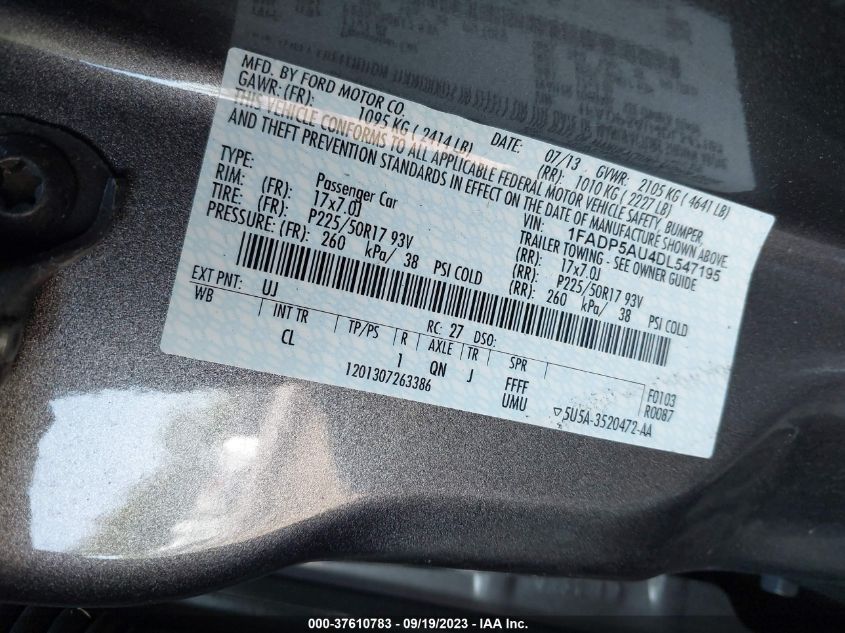 MFD. BY FORD MOTOR CO.
DATE: 07/13 GVWR: 2105 KG ( 4641 LB)
GAWR: (FR): 1095 KG ( 2414 LB) (RR): 1010 KG ( 2227 LB)
THIS VEHICLE CONFORMS TO ALL APPLICABLE FEDERAL MOTOR VEHICLE SAFETY, BUMPER,
AND THEFT PREVENTION STANDARDS IN EFFECT ON THE DATE OF MANUFACTURE SHOWN ABOVE
VIN: 1FADP5AU4DL547195
TYPE: Passenger Car TRAILER TOWING - SEE OWNER GUIDE
RIM: (FR): 17x7.0J (RR): 17x7.0J
TIRE: (FR): P225/50R17 93V (RR): P225/50R17 93V
PRESSURE: (FR): 260 kPa/ 38 PSI COLD (RR): 260 kPa/ 38 PSI COLD
EXT PNT: UJ RC: 27 DSO:
WB INT TR TP/PS R AXLE TR SPR
CL 1 QN J FFFF F0103
1201307263386 UMU R0087
▽5U5A-3520472-AA
000-37610783 - 09/19/2023 - IAA Inc.